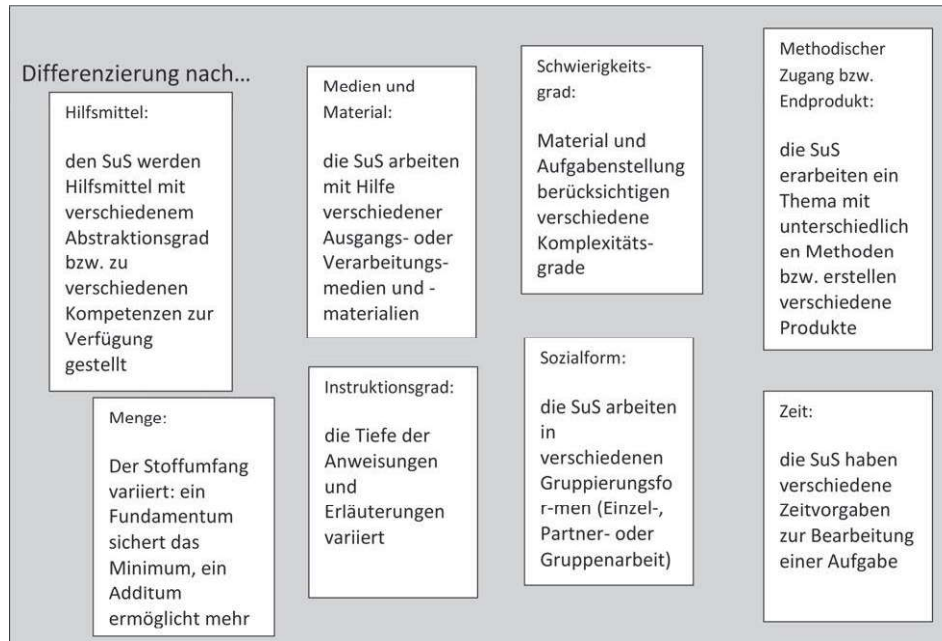 Differenzierung nach...
Hilfsmittel:
den SuS werden
Hilfsmittel mit
verschiedenem
Abstraktionsgrad
bzw. zu
verschiedenen
Kompetenzen zur
Verfügung
gestellt
Medien und
Material:
die SuS arbeiten
mit Hilfe
verschiedener
Ausgangs- oder
Verarbeitungs-
medien und -
materialien
Schwierigkeits-
grad:
Material und
Aufgabenstellung
berücksichtigen
verschiedene
Komplexitäts-
grade
Methodischer
Zugang bzw.
Endprodukt:
die SuS
erarbeiten ein
Thema mit
unterschiedlich
en Methoden
bzw. erstellen
verschiedene
Produkte
Menge:
Der Stoffumfang
variiert: ein
Fundamentum
sichert das
Minimum, ein
Additum
ermöglicht mehr
Instruktionsgrad:
die Tiefe der
Anweisungen
und
Erläuterungen
variiert
Sozialform:
die SuS arbeiten
in
verschiedenen
Gruppierungsfo
r-men (Einzel-,
Partner- oder
Gruppenarbeit)
Zeit:
die SuS haben
verschiedene
Zeitvorgaben
zur Bearbeitung
einer Aufgabe